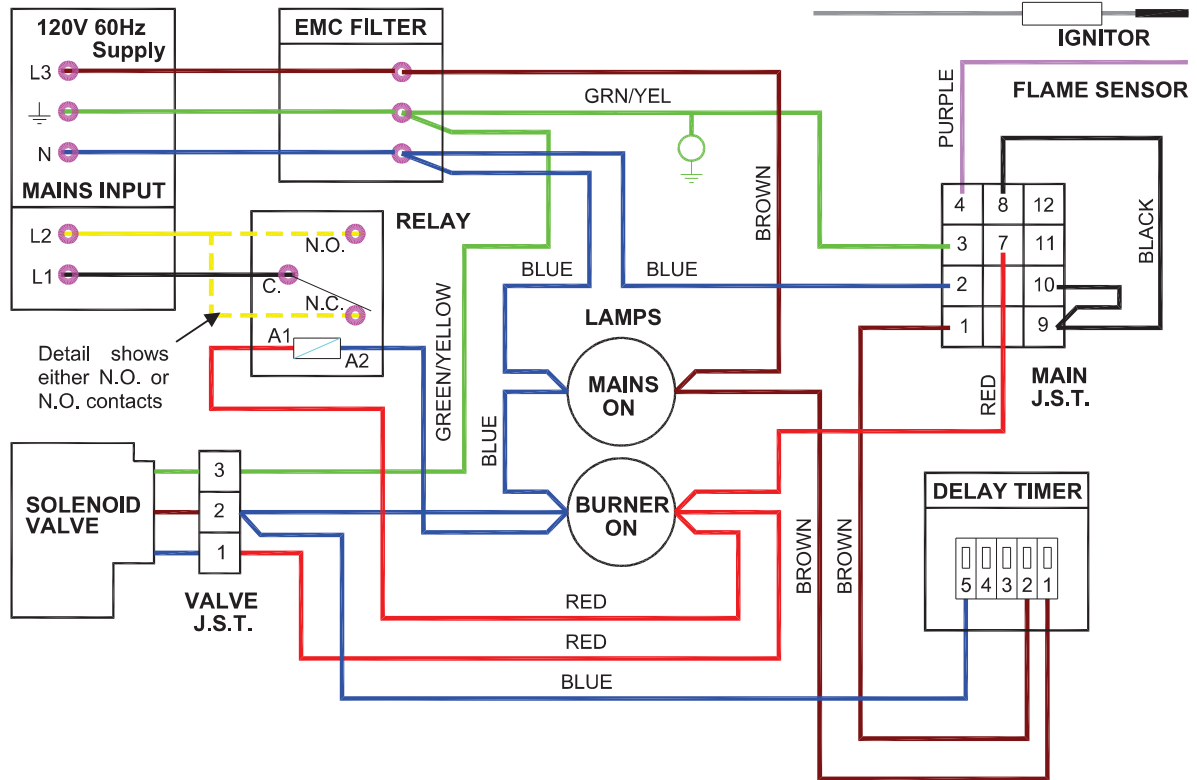 120V 60Hz
Supply
L3
N
MAINS INPUT
L2
L1
EMC FILTER
GRN/YEL
IGNITOR
FLAME SENSOR
PURPLE
BROWN
BLACK
RELAY
N.O.
C.
N.C.
A1
A2
Detail shows
either N.O. or
N.O. contacts
GREEN/YELLOW
BLUE
BLUE
BLUE
LAMPS
MAINS
ON
BURNER
ON
4 8 12
3 7 11
2 10
1 9
MAIN
J.S.T.
RED
SOLENOID
VALVE
3
2
1
VALVE
J.S.T.
RED
RED
BLUE
BROWN
BROWN
DELAY TIMER
5 4 3 2 1